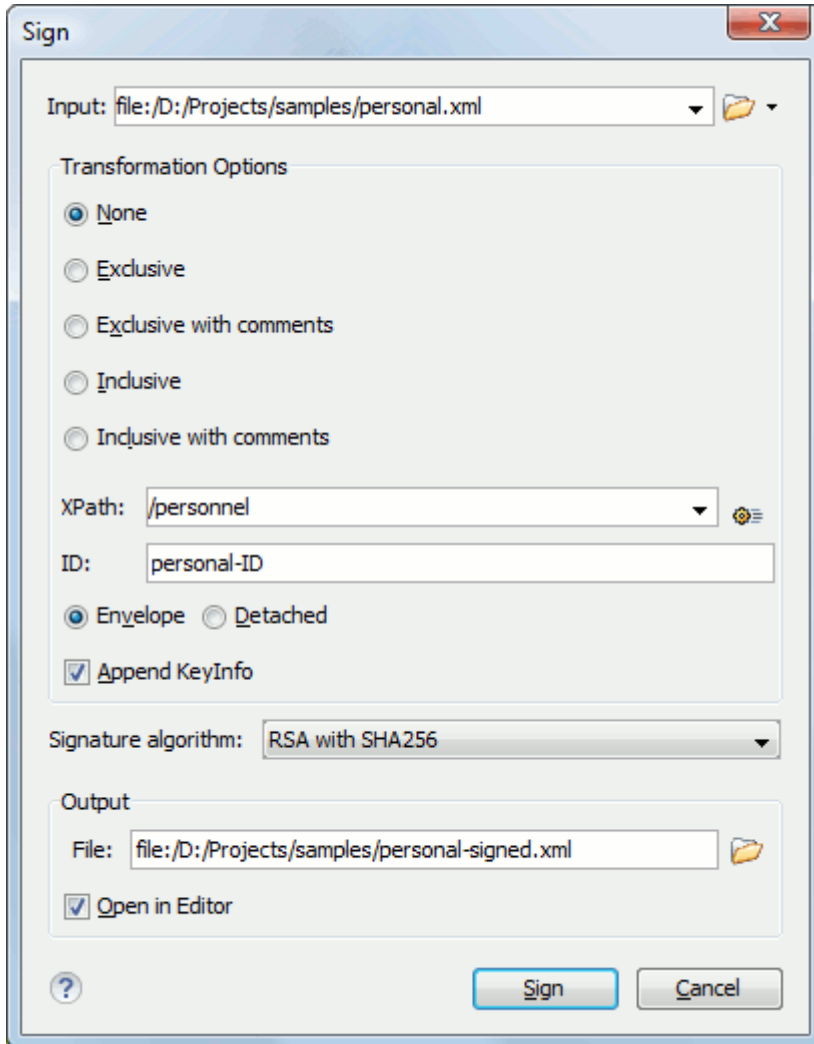 Sign
Input: file:/D:/Projects/samples/personal.xml
Transformation Options
None
Exclusive
Exclusive with comments
Inclusive
Inclusive with comments
XPath: /personnel
ID: personal-ID
Envelope Detached
Append KeyInfo
Signature algorithm: RSA with SHA256
Output
File: file:/D:/Projects/samples/personal-signed.xml
Open in Editor
? Sign Cancel